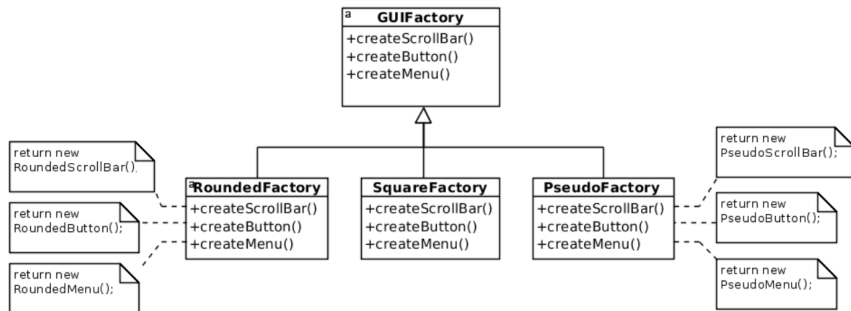 a
GUIFactory
+createScrollBar()
+createButton()
+createMenu()
return new
RoundedScrollBar().
return new
RoundedButton();
return new
RoundedMenu();
a
RoundedFactory
+createScrollBar()
+createButton()
+createMenu()
SquareFactory
+createScrollBar()
+createButton()
+createMenu()
PseudoFactory
+createScrollBar()
+createButton()
+createMenu()
return new
PseudoScrollBar();
return new
PseudoButton();
return new
PseudoMenu();